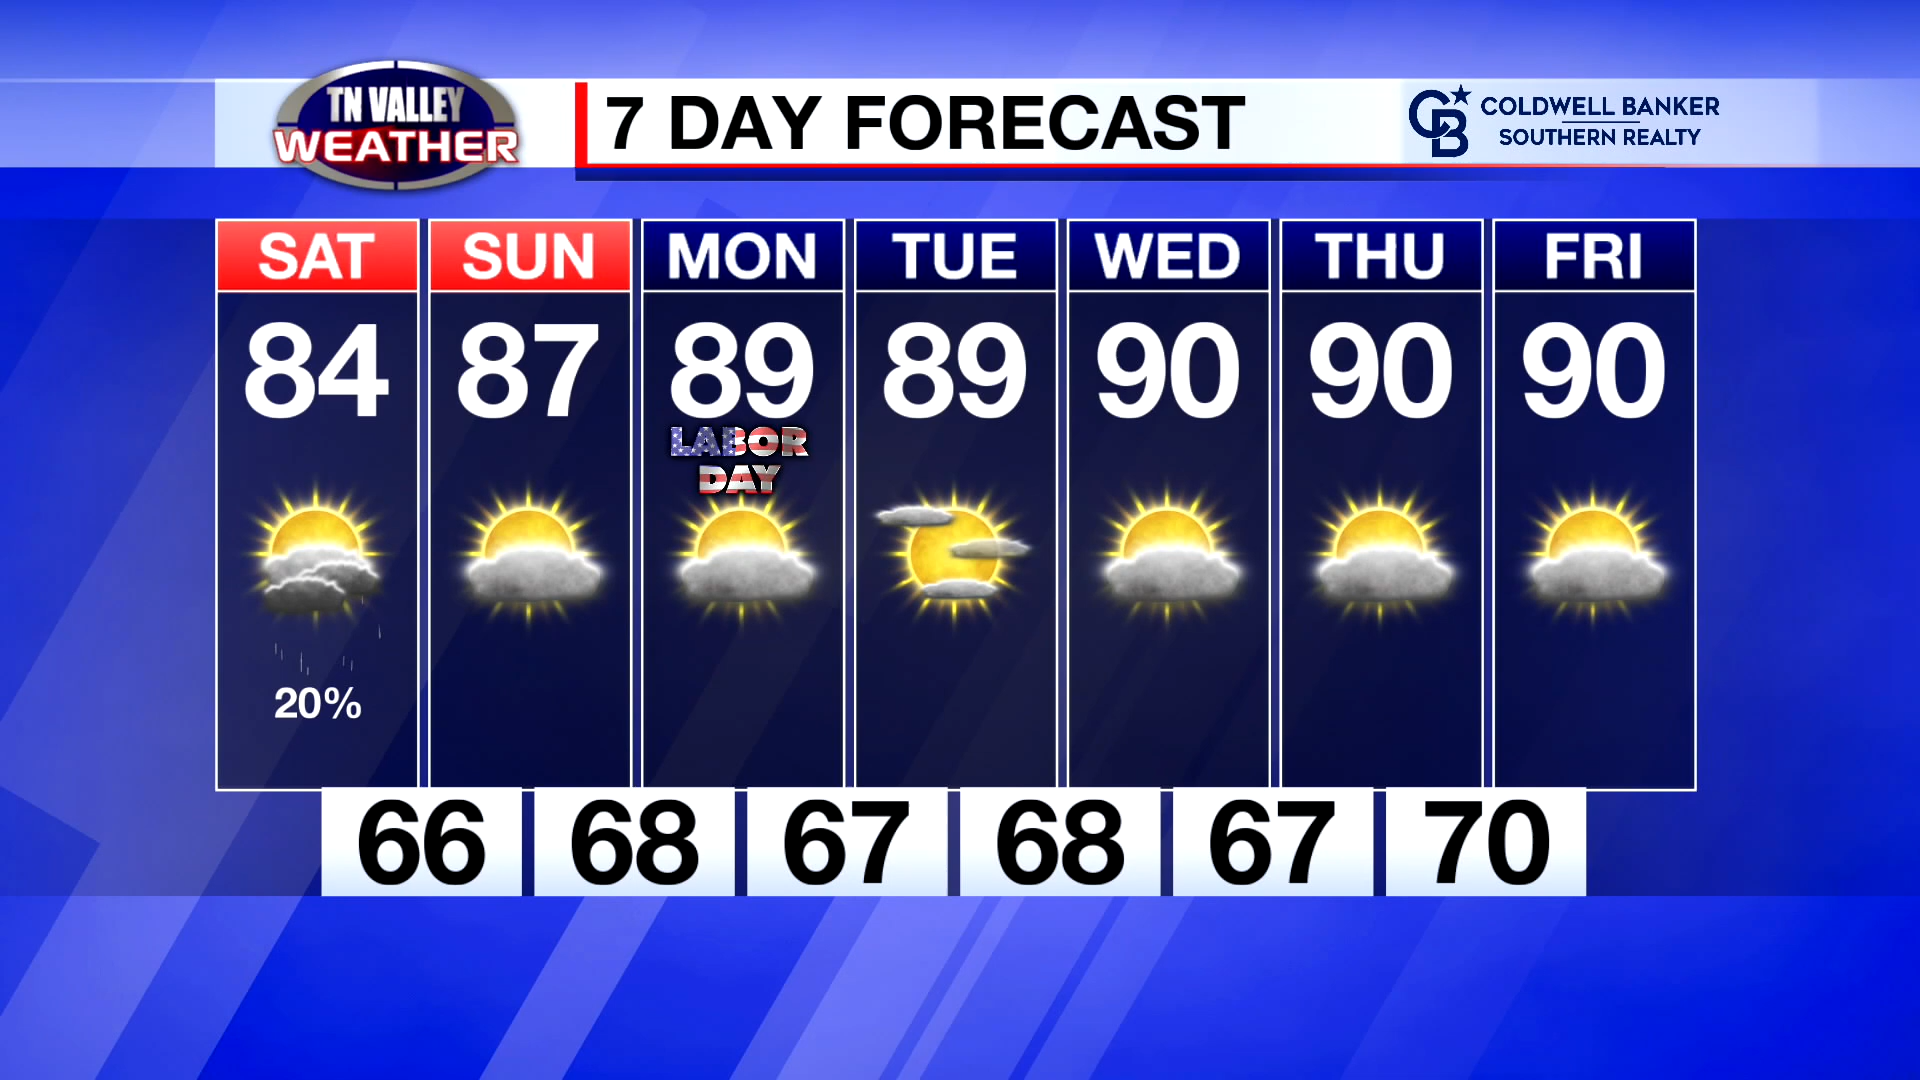 TN VALLEY
WEATHER
7 DAY FORECAST
CB
COLDWELL BANKER
SOUTHERN REALTY
SAT SUN MON TUE WED THU FRI
84 87 89 89 90 90 90
LABOR
DAY
20%
66 68 67 68 67 70